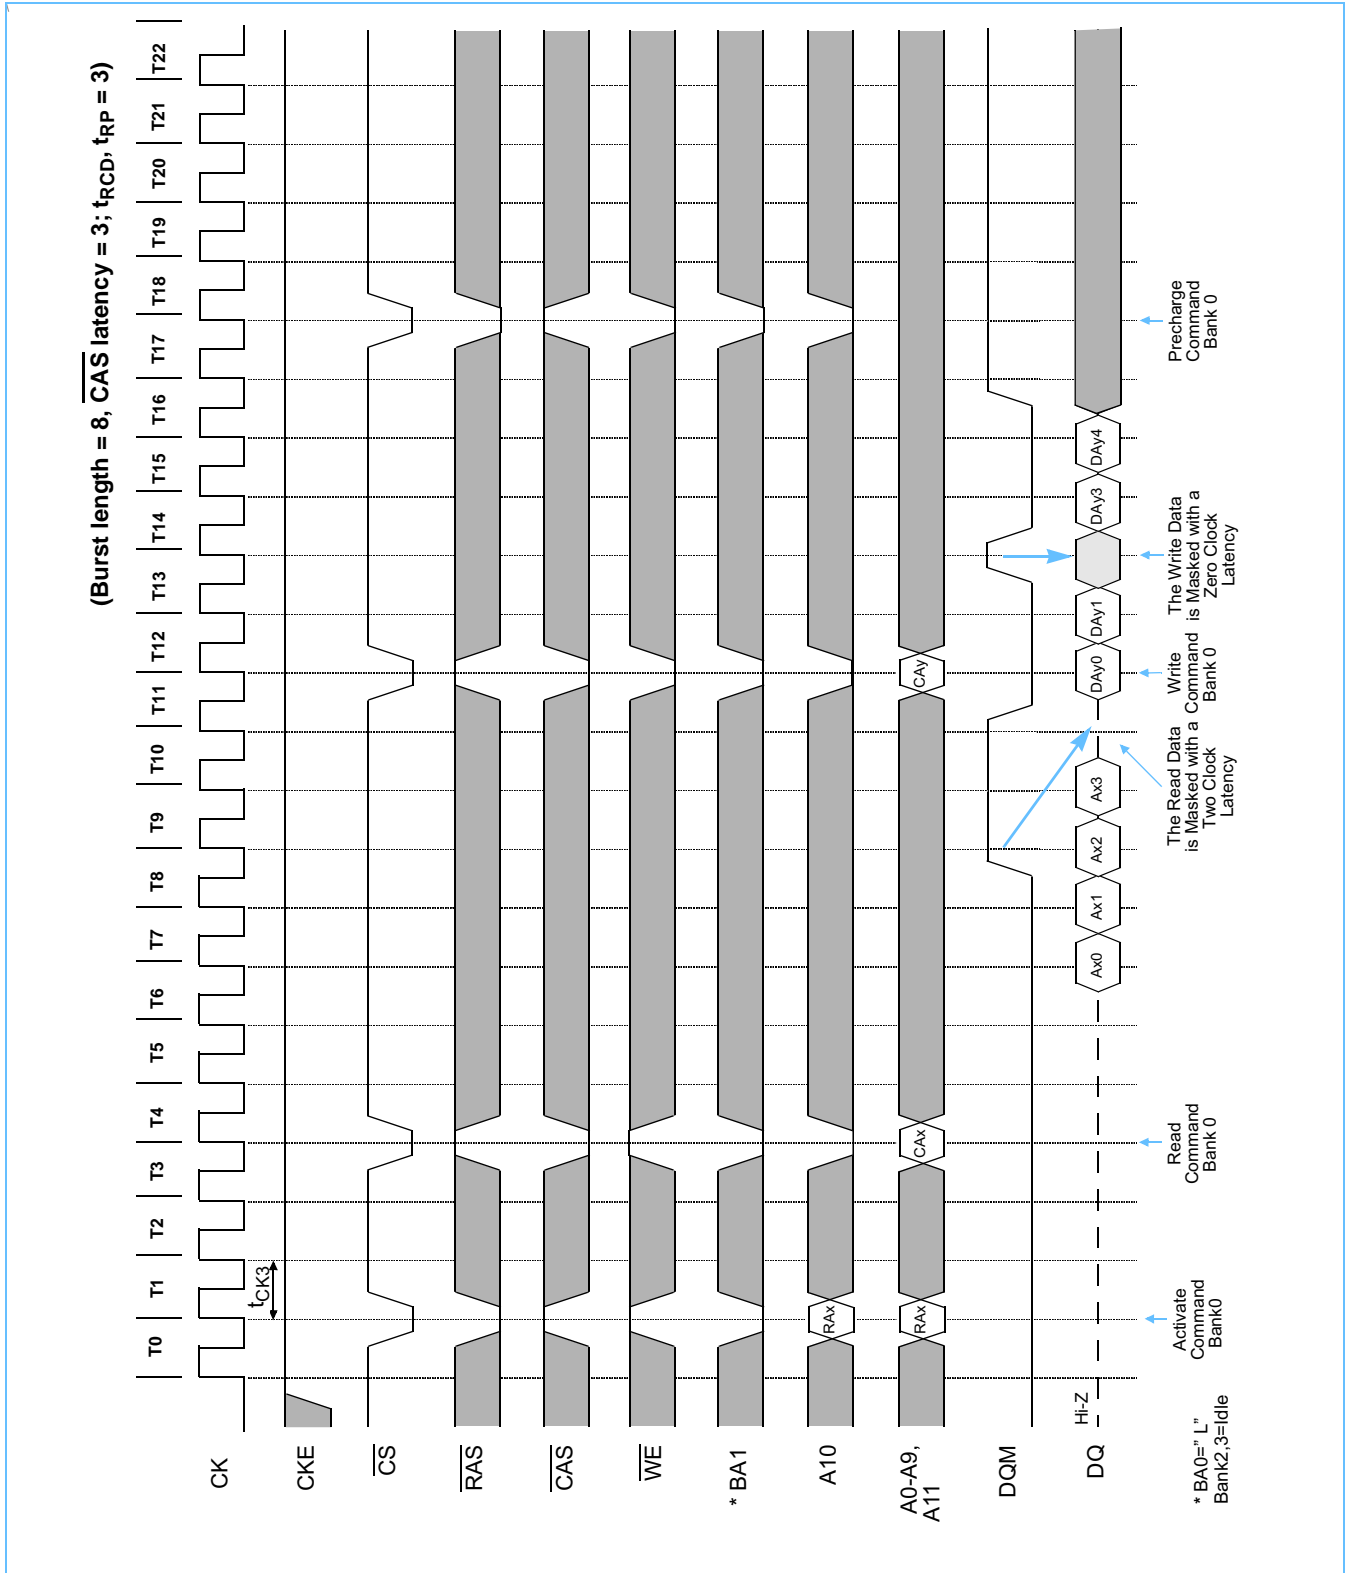 (Burst length = 8, CAS latency = 3; tRCD, tRP = 3)
T0 T1 T2 T3 T4 T5 T6 T7 T8 T9 T10 T11 T12 T13 T14 T15 T16 T17 T18 T19 T20 T21 T22
CK
tCK3
CKE
CS
RAS
CAS
WE
* BA1
A10
RAx
A0-A9,
A11
RAx CAx CAy
DQM
DQ
Hi-Z
Ax0 Ax1 Ax2 Ax3 DAy0 DAy1 DAy3 DAy4
* BA0=” L”
Bank2,3=Idle
Activate
Command
Bank0
Read
Command
Bank 0
The Read Data
is Masked with a
Two Clock
Latency
Write
Command
Bank 0
The Write Data
is Masked with a
Zero Clock
Latency
Precharge
Command
Bank 0